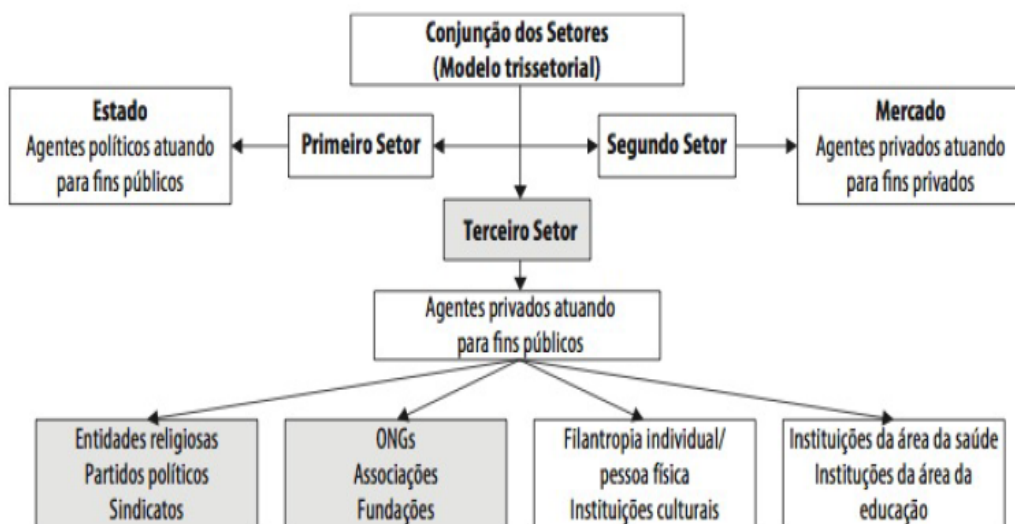 Conjunção dos Setores
(Modelo trissetorial)
Estado
Agentes políticos atuando
para fins públicos
Primeiro Setor
Segundo Setor
Mercado
Agentes privados atuando
para fins privados
Terceiro Setor
Agentes privados atuando
para fins públicos
Entidades religiosas
Partidos políticos
Sindicatos
ONGs
Associações
Fundações
Filantropia individual/
pessoa física
Instituições culturais
Instituições da área da saúde
Instituções da área da
educação